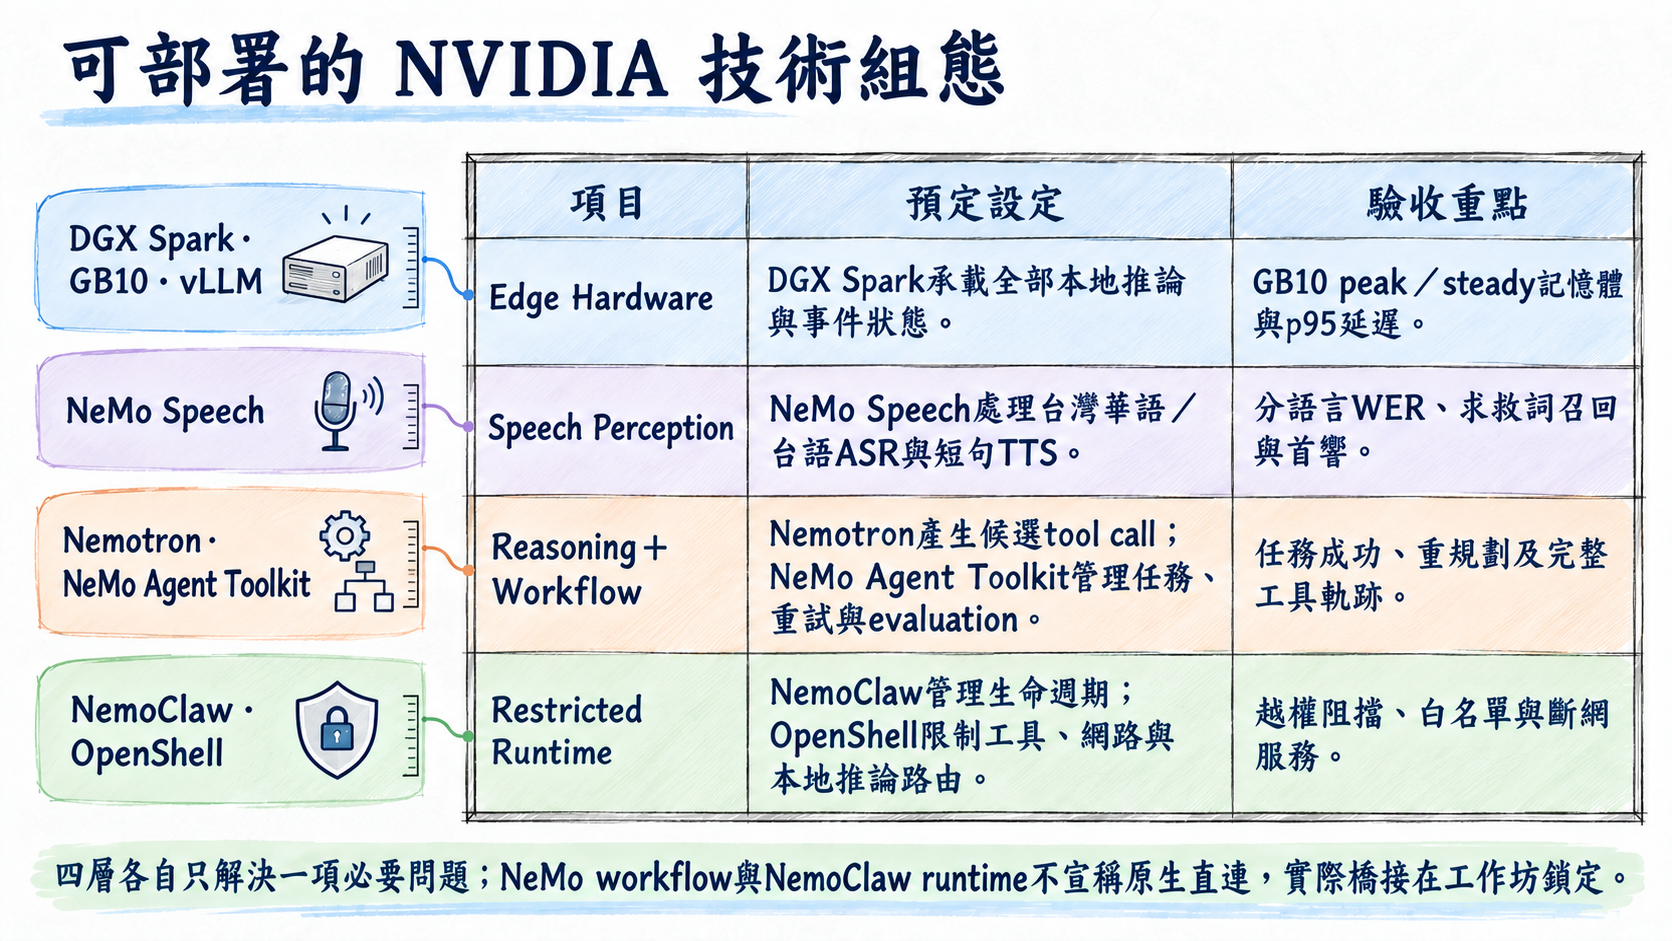 可部署的 NVIDIA 技術組態
DGX Spark·
GB10·vLLM
NeMo Speech
Nemotron·
NeMo Agent Toolkit
NemoClaw·
OpenShell
項目
預定設定
驗收重點
Edge Hardware
DGX Spark承載全部本地推論
與事件狀態。
GB10 peak／steady記憶體
與p95延遲。
Speech Perception
NeMo Speech處理台灣華語／
台語ASR與短句TTS。
分語言WER、求救詞召回
與首響。
Reasoning＋
Workflow
Nemotron產生候選tool call；
NeMo Agent Toolkit管理任務、
重試與evaluation。
任務成功、重規劃及完整
工具軌跡。
Restricted
Runtime
NemoClaw管理生命週期；
OpenShell限制工具、網路與
本地推論路由。
越權阻擋、白名單與斷網
服務。
四層各自只解決一項必要問題；NeMo workflow與NemoClaw runtime不宣稱原生直連，實際橋接在工作坊鎖定。